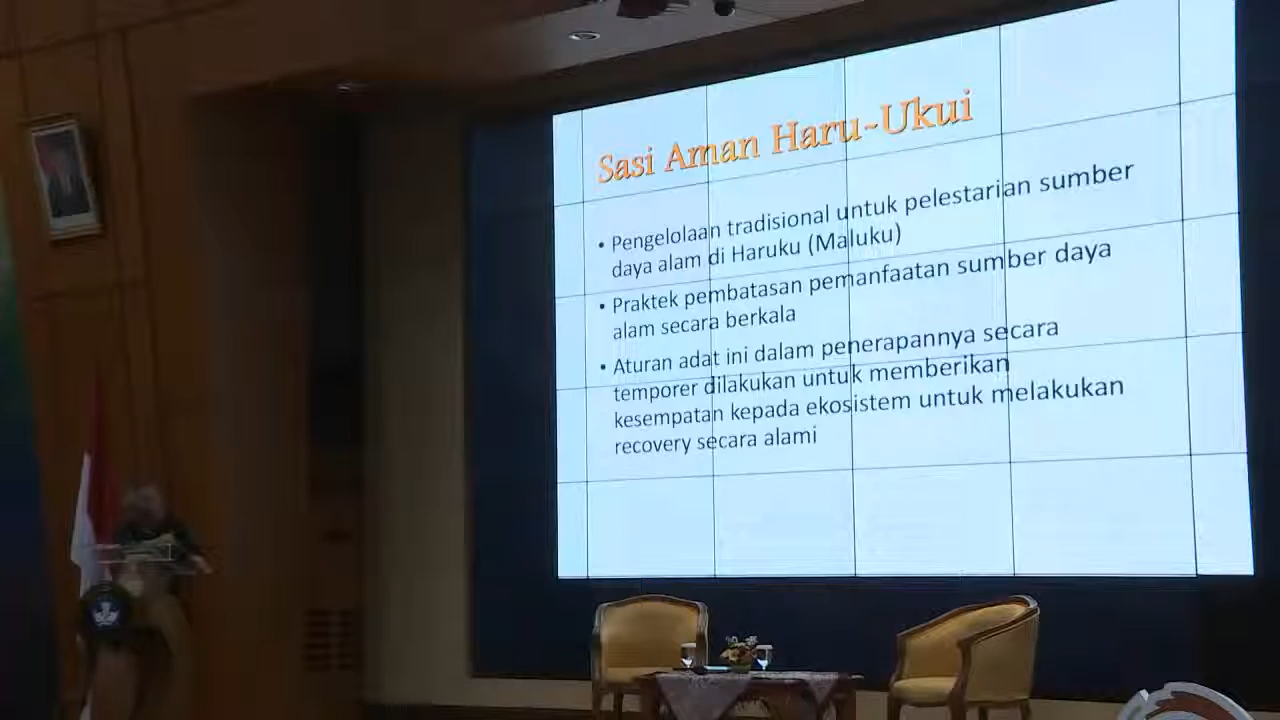 Sasi Aman Haru-Ukui
• Pengelolaan tradisional untuk pelestarian sumber
daya alam di Haruku (Maluku)
• Praktek pembatasan pemanfaatan sumber daya
alam secara berkala
• Aturan adat ini dalam penerapannya secara
temporer dilakukan untuk memberikan
kesempatan kepada ekosistem untuk melakukan
recovery secara alami